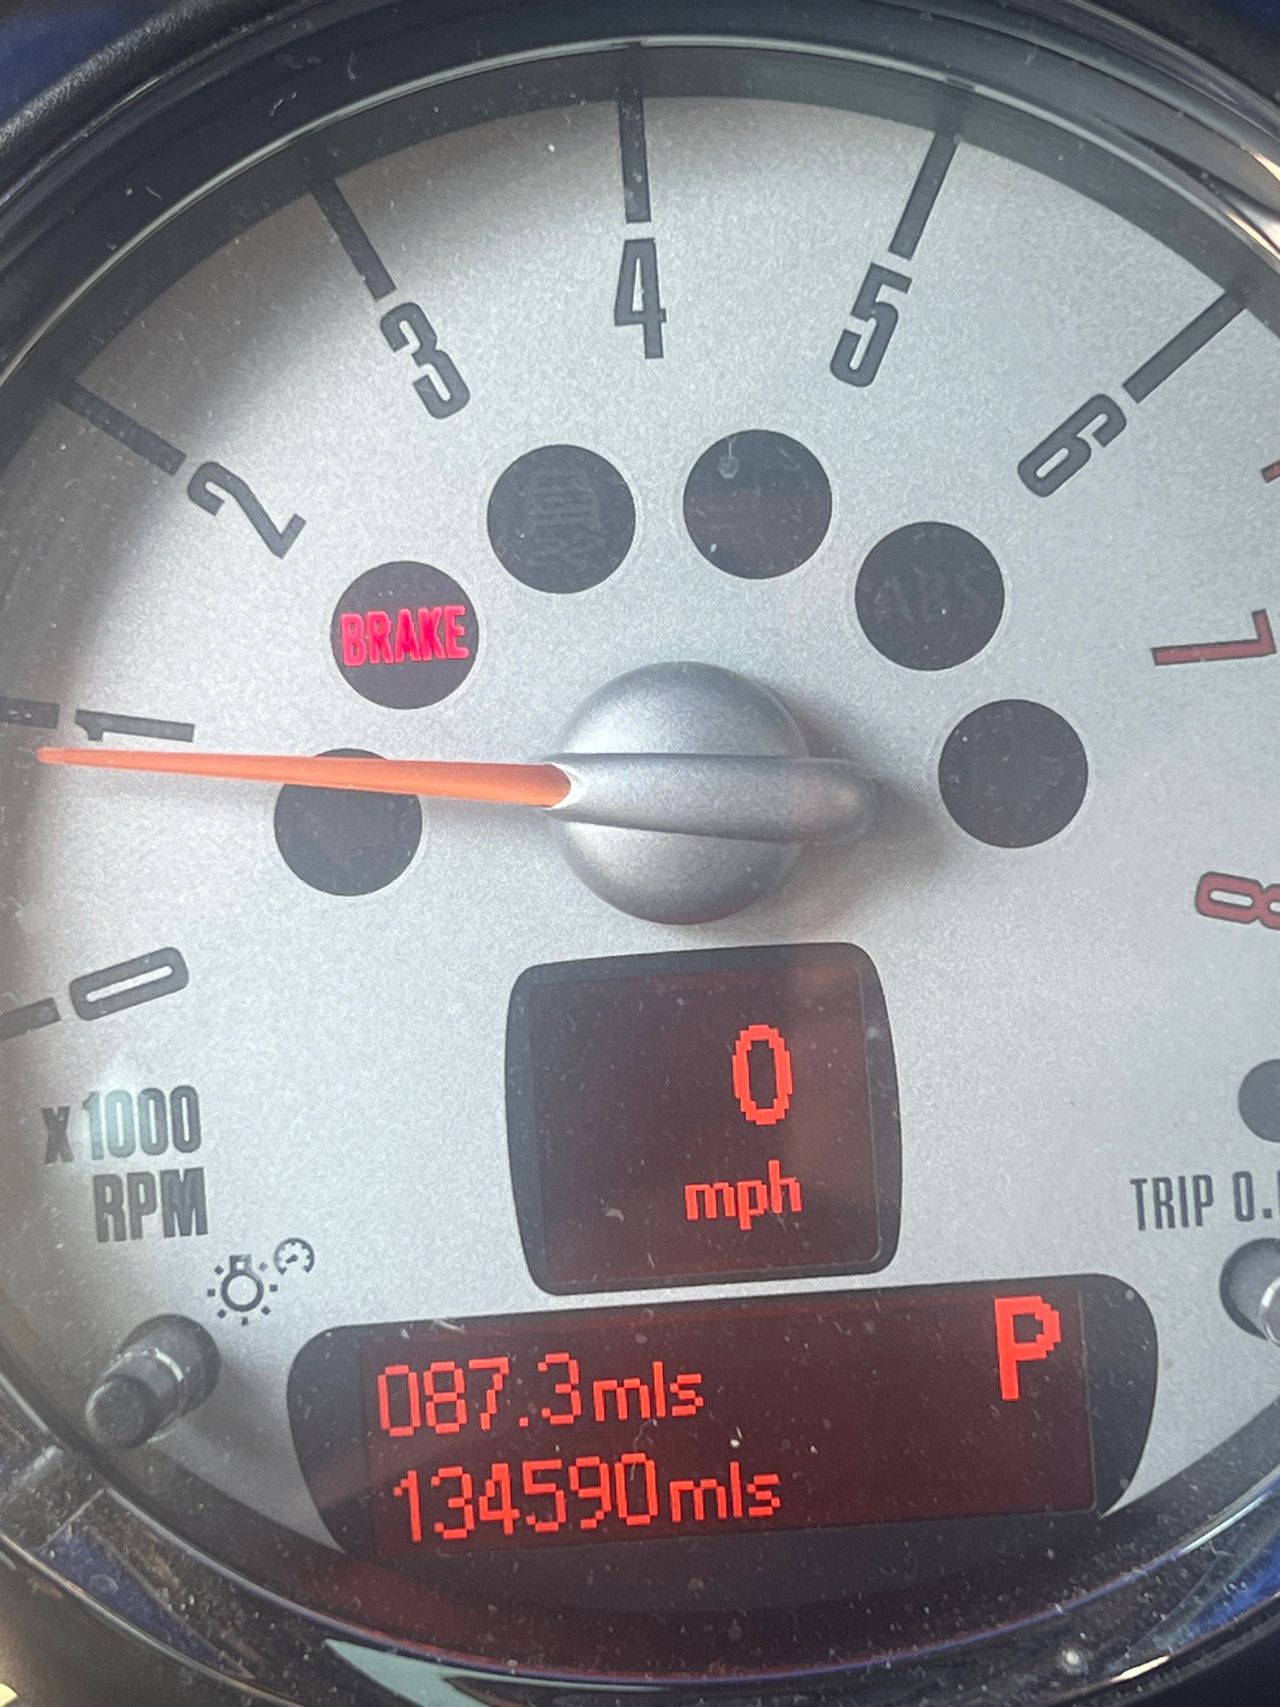 4
5
3
6
2
BRAKE
ABS
7
1
8
0
0
x1000
RPM
mph
TRIP 0.
P
087.3mls
134590mls